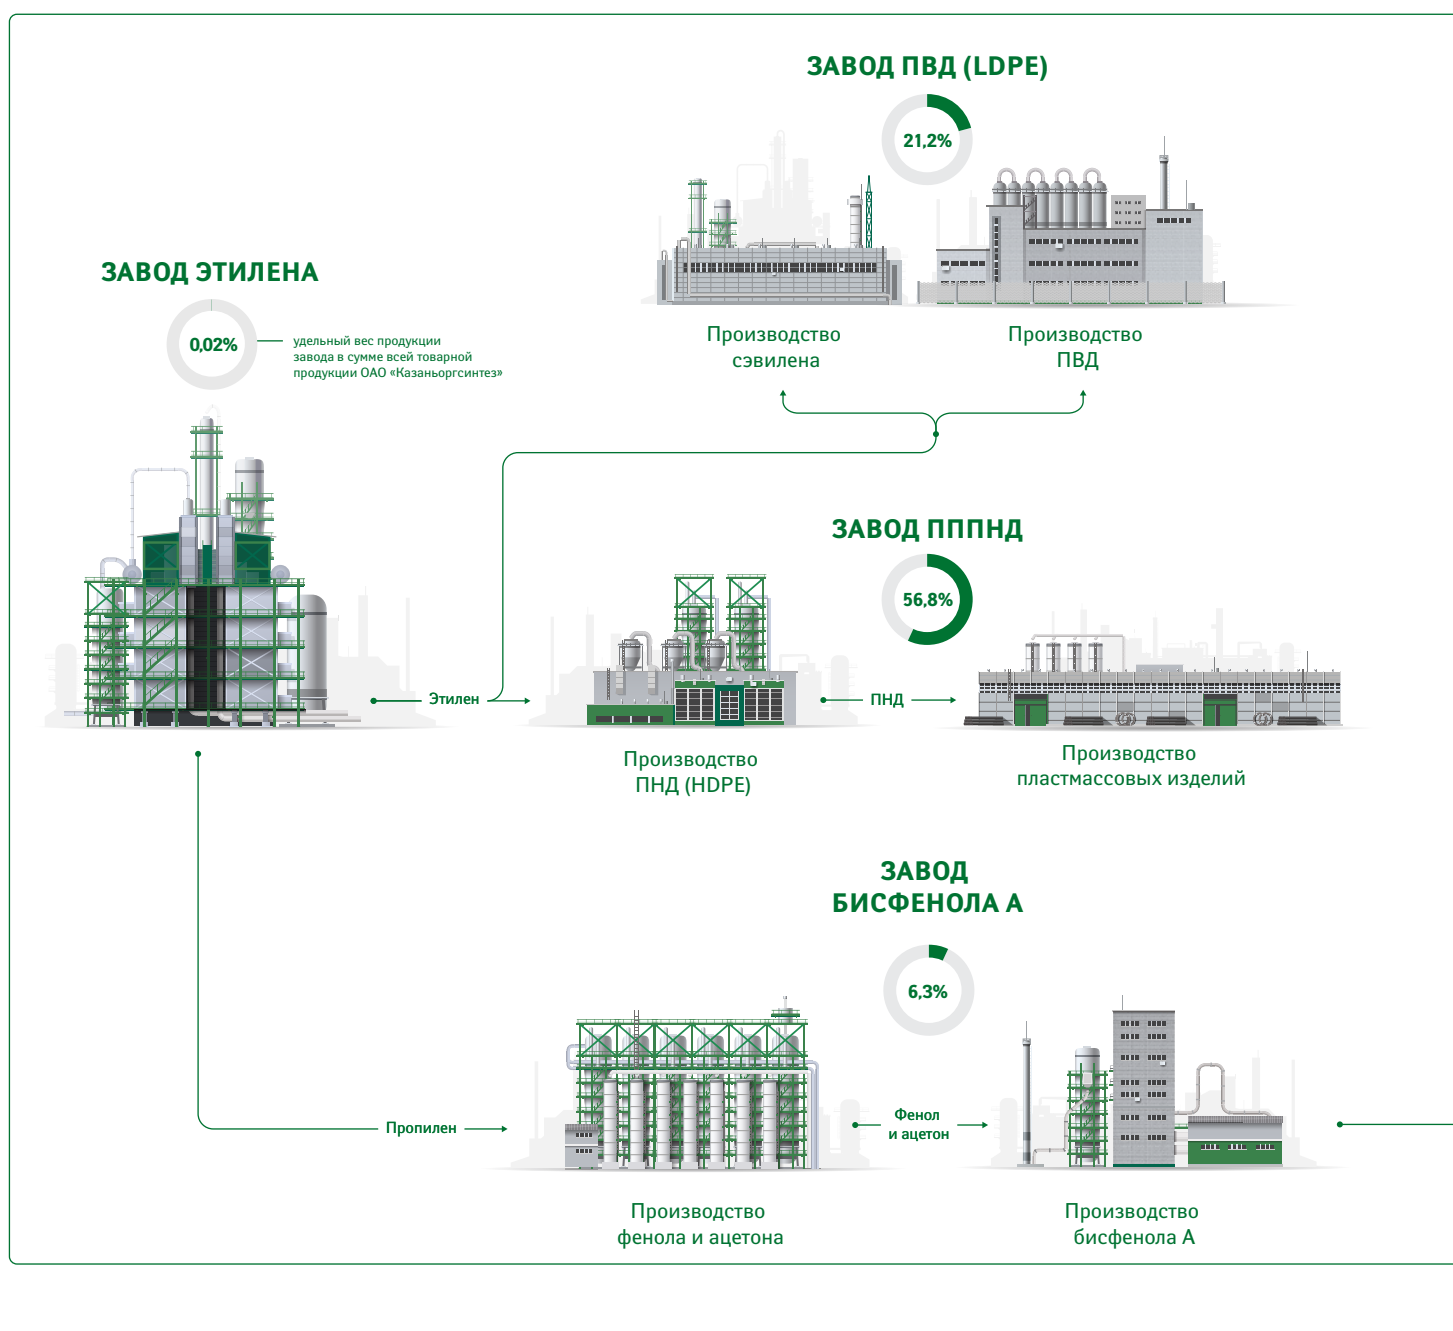 ЗАВОД ПВД (LDPE)
21,2%
Производство
сэвилена
Производство
ПВД
ЗАВОД ЭТИЛЕНА
0,02%
удельный вес продукции
завода в сумме всей товарной
продукции ОАО «Казаньоргсинтез»
ЗАВОД ПППНД
56,8%
Этилен
ПНД
Производство
ПНД (HDPE)
Производство
пластмассовых изделий
ЗАВОД
БИСФЕНОЛА А
6,3%
Пропилен
Фенол
и ацетон
Производство
фенола и ацетона
Производство
бисфенола А